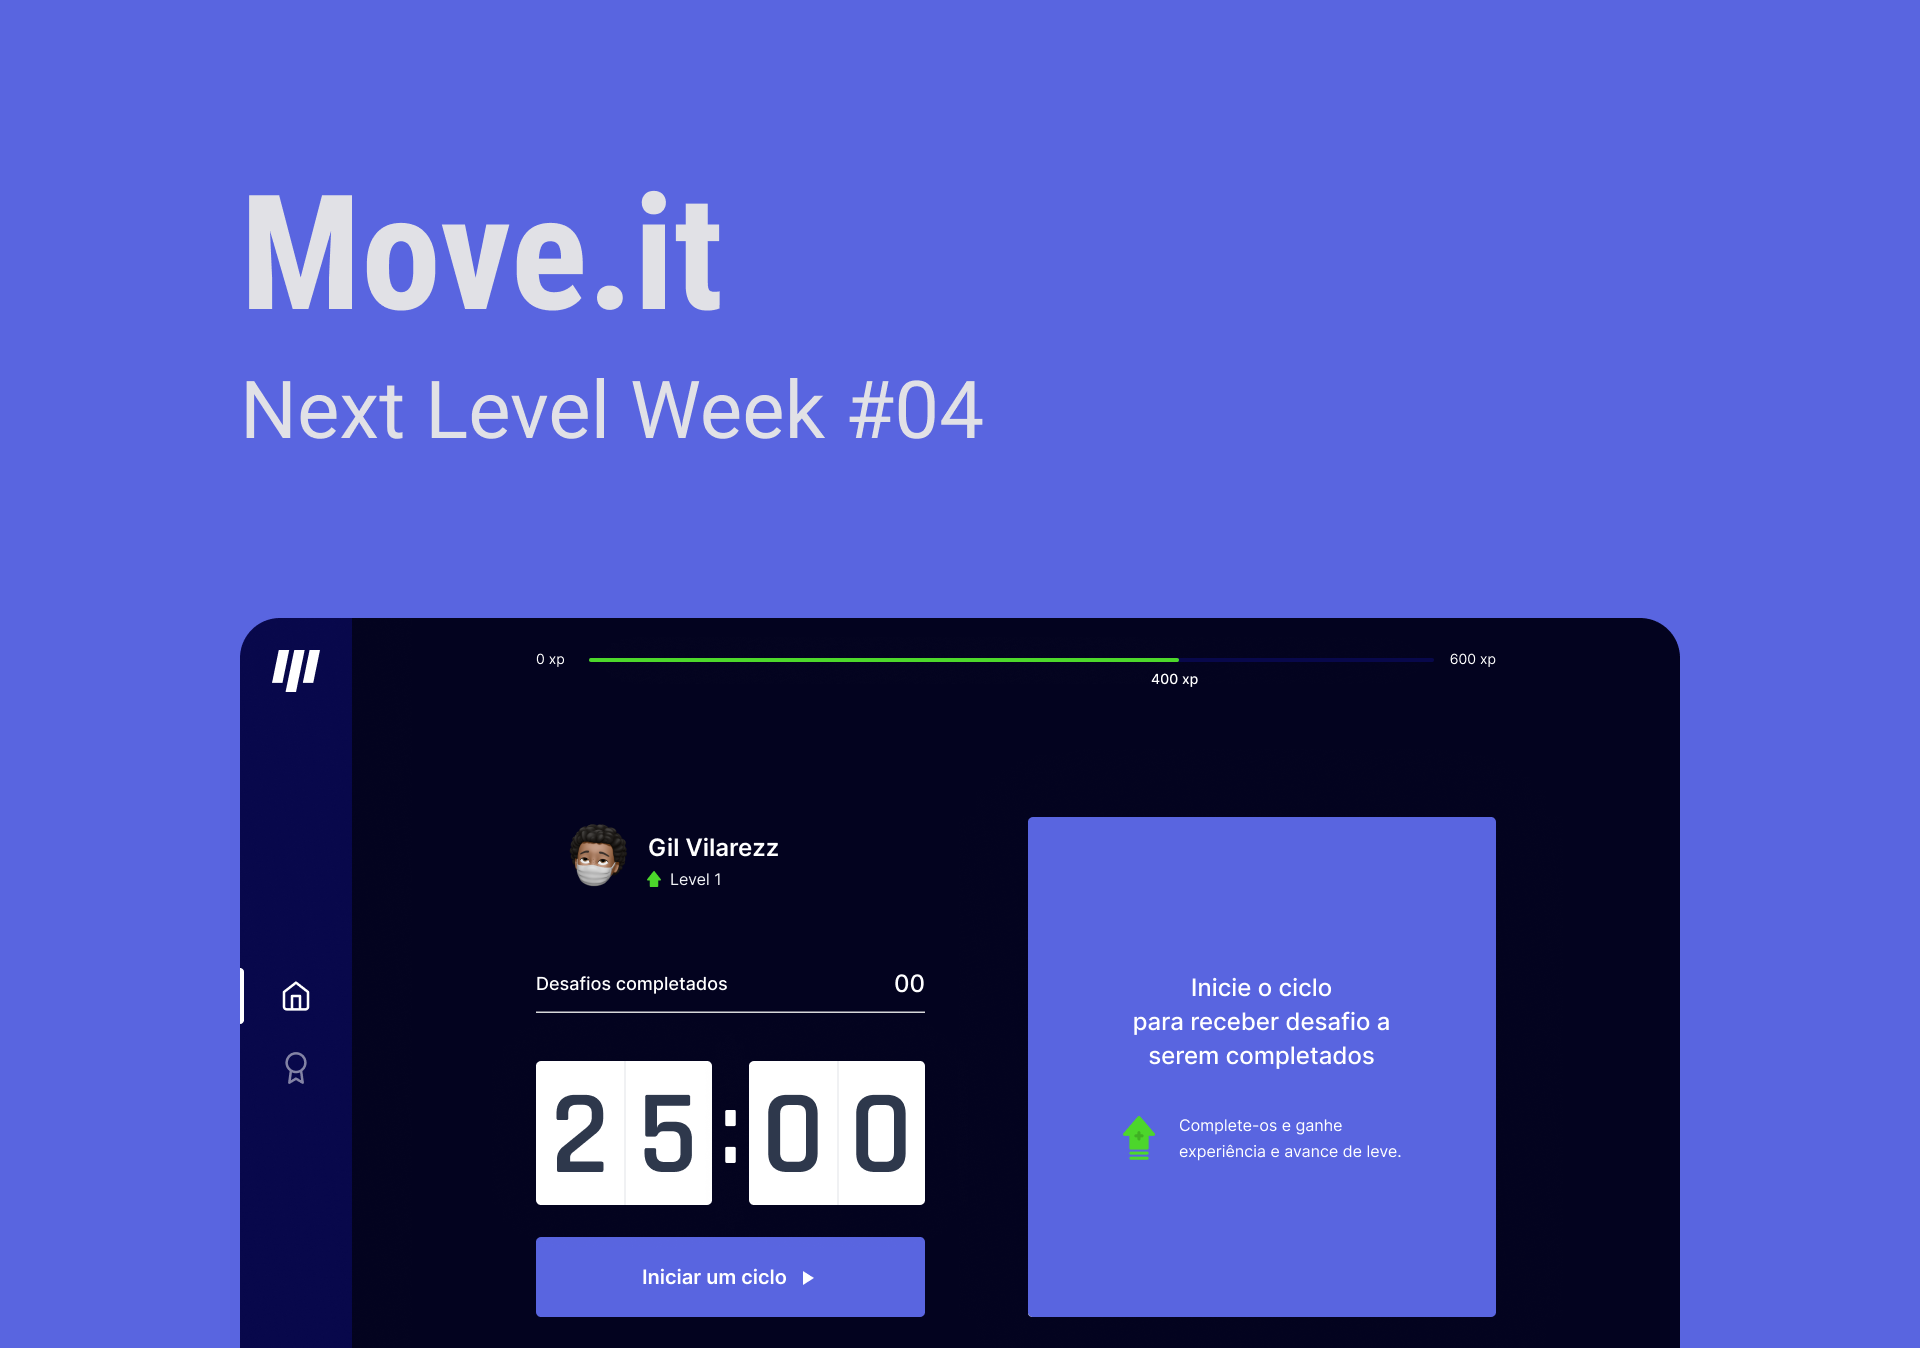 Move.it
Next Level Week #04
0 xp
600 xp
400 xp
Gil Vilarezz
Level 1
Desafios completados 00
25:00
Iniciar um ciclo
Inicie o ciclo
para receber desafio a
serem completados
Complete-os e ganhe
experiência e avance de leve.